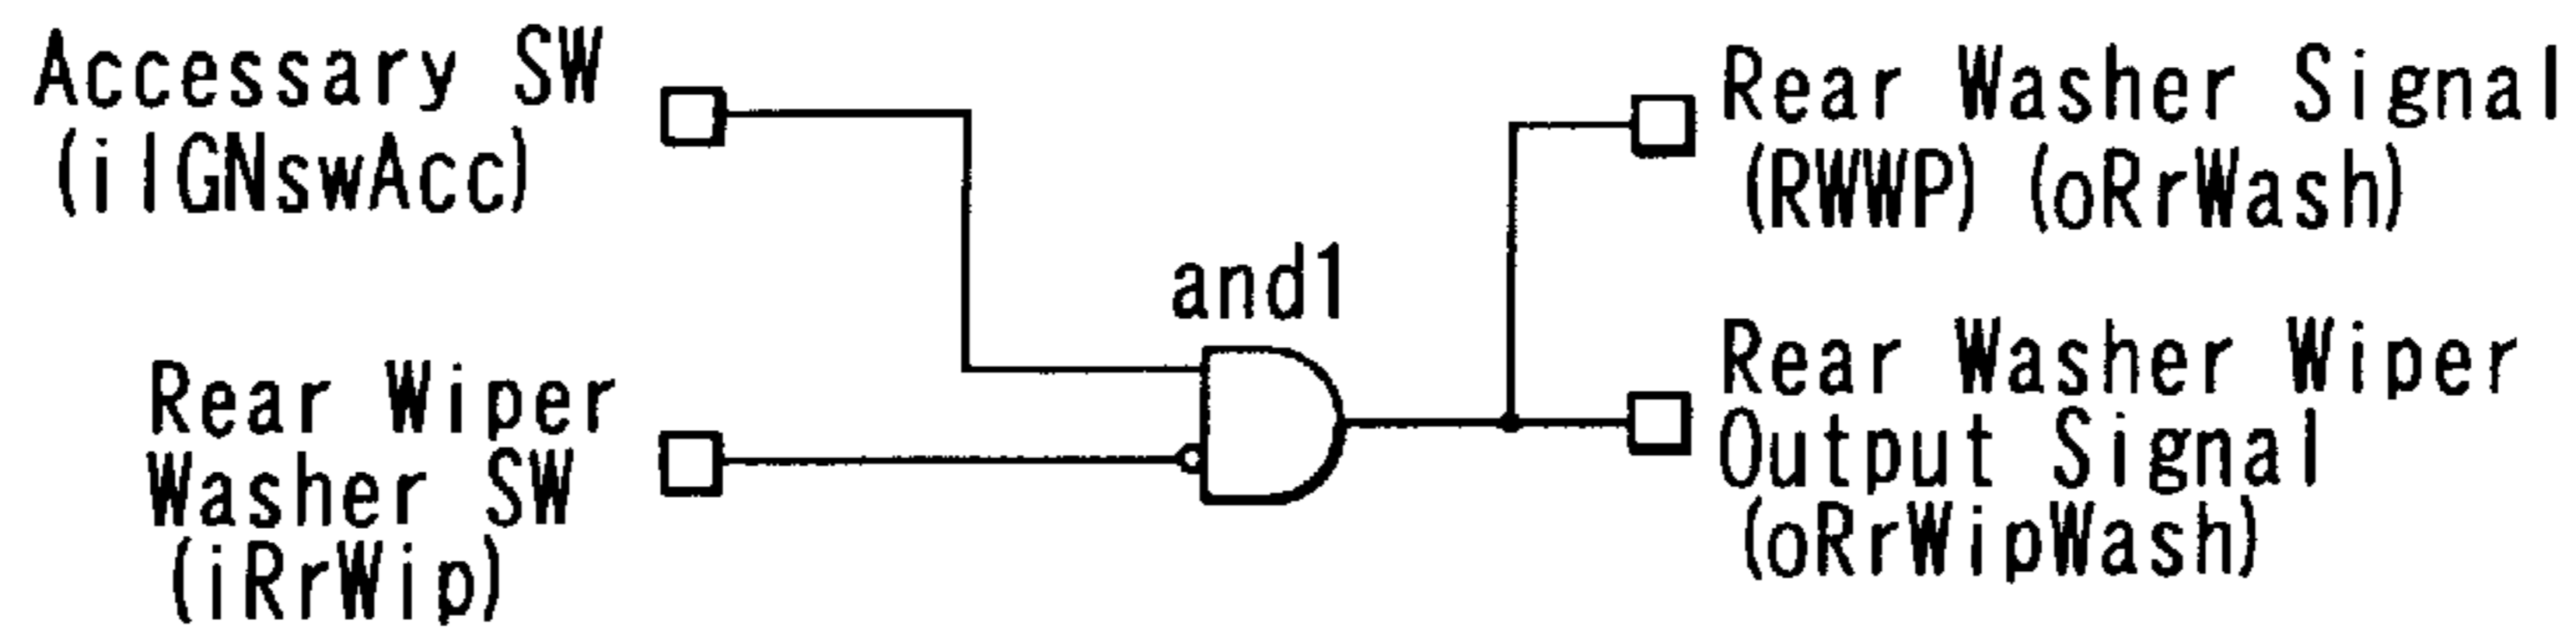 Accessary SW
(iIGNswAcc)
Rear Wiper
Washer SW
(iRrWip)
and1
Rear Washer Signal
(RWWP) (oRrWash)
Rear Washer Wiper
Output Signal
(oRrWipWash)